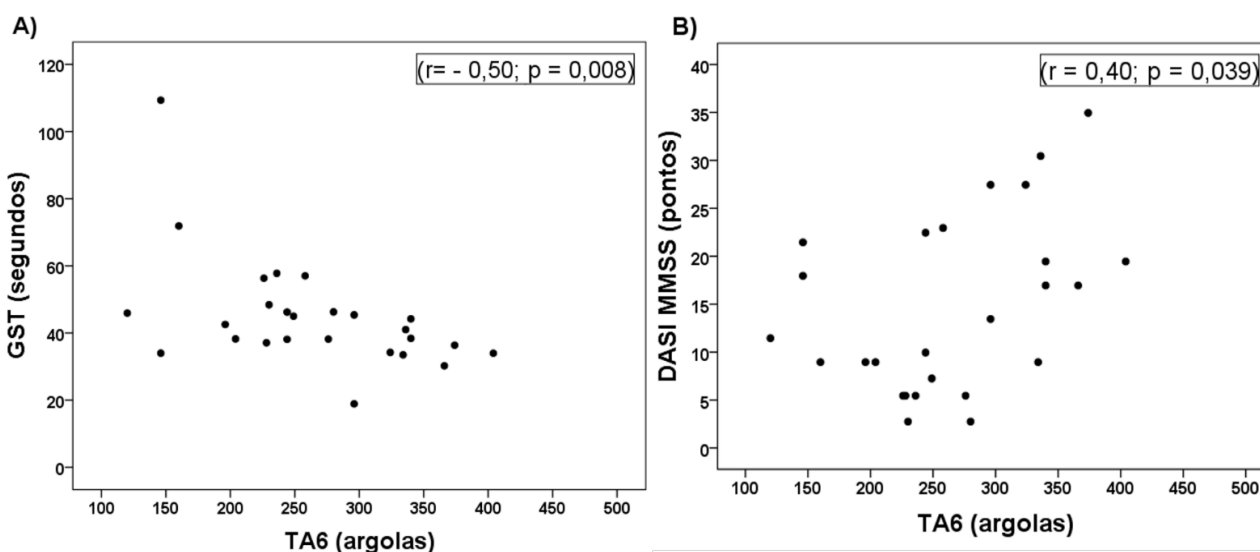 A)
(r= - 0,50; p = 0,008)
GST (segundos)
120
100
80
60
40
20
0
100 150 200 250 300 350 400 450 500
TA6 (argolas)
B)
(r = 0,40; p = 0,039)
DASI MMSS (pontos)
40
35
30
25
20
15
10
5
0
100 150 200 250 300 350 400 450 500
TA6 (argolas)